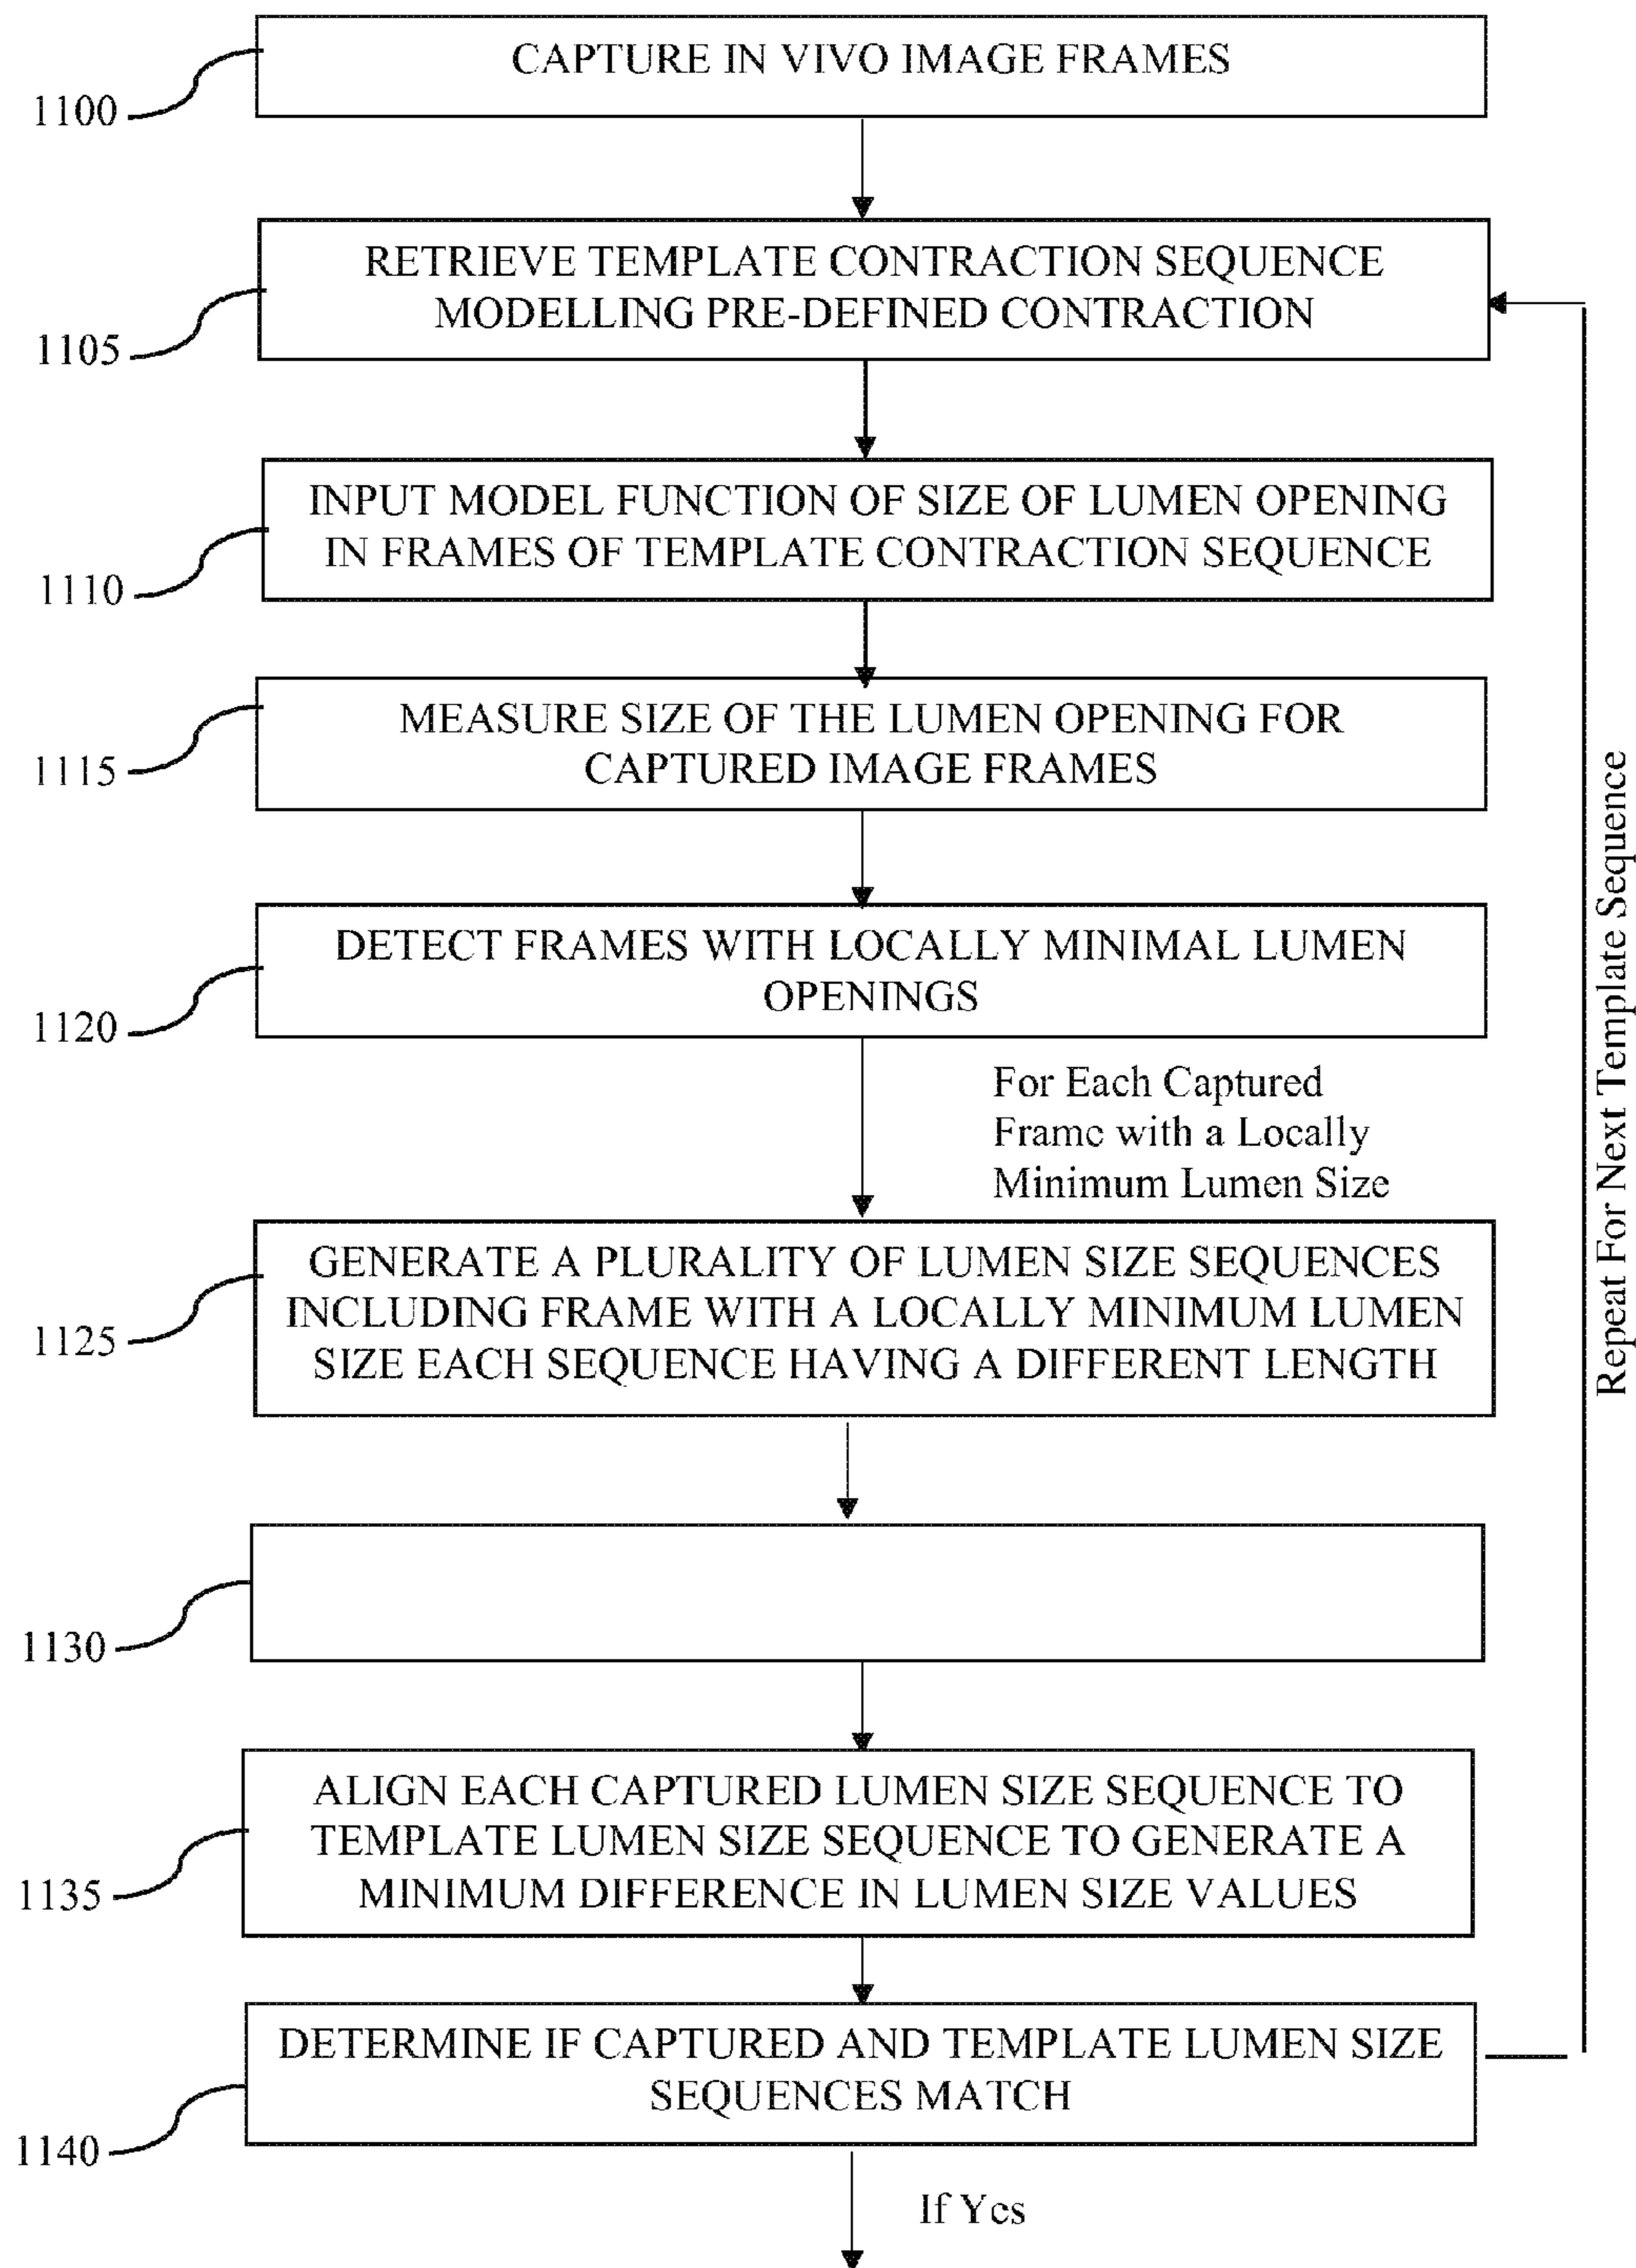 CAPTURE IN VIVO IMAGE FRAMES
1100
RETRIEVE TEMPLATE CONTRACTION SEQUENCE
MODELLING PRE-DEFINED CONTRACTION
1105
INPUT MODEL FUNCTION OF SIZE OF LUMEN OPENING
IN FRAMES OF TEMPLATE CONTRACTION SEQUENCE
1110
MEASURE SIZE OF THE LUMEN OPENING FOR
CAPTURED IMAGE FRAMES
1115
DETECT FRAMES WITH LOCALLY MINIMAL LUMEN
OPENINGS
1120
For Each Captured
Frame with a Locally
Minimum Lumen Size
GENERATE A PLURALITY OF LUMEN SIZE SEQUENCES
INCLUDING FRAME WITH A LOCALLY MINIMUM LUMEN
SIZE EACH SEQUENCE HAVING A DIFFERENT LENGTH
1125
1130
ALIGN EACH CAPTURED LUMEN SIZE SEQUENCE TO
TEMPLATE LUMEN SIZE SEQUENCE TO GENERATE A
MINIMUM DIFFERENCE IN LUMEN SIZE VALUES
1135
DETERMINE IF CAPTURED AND TEMPLATE LUMEN SIZE
SEQUENCES MATCH
1140
If Yes
Repeat For Next Template Sequence